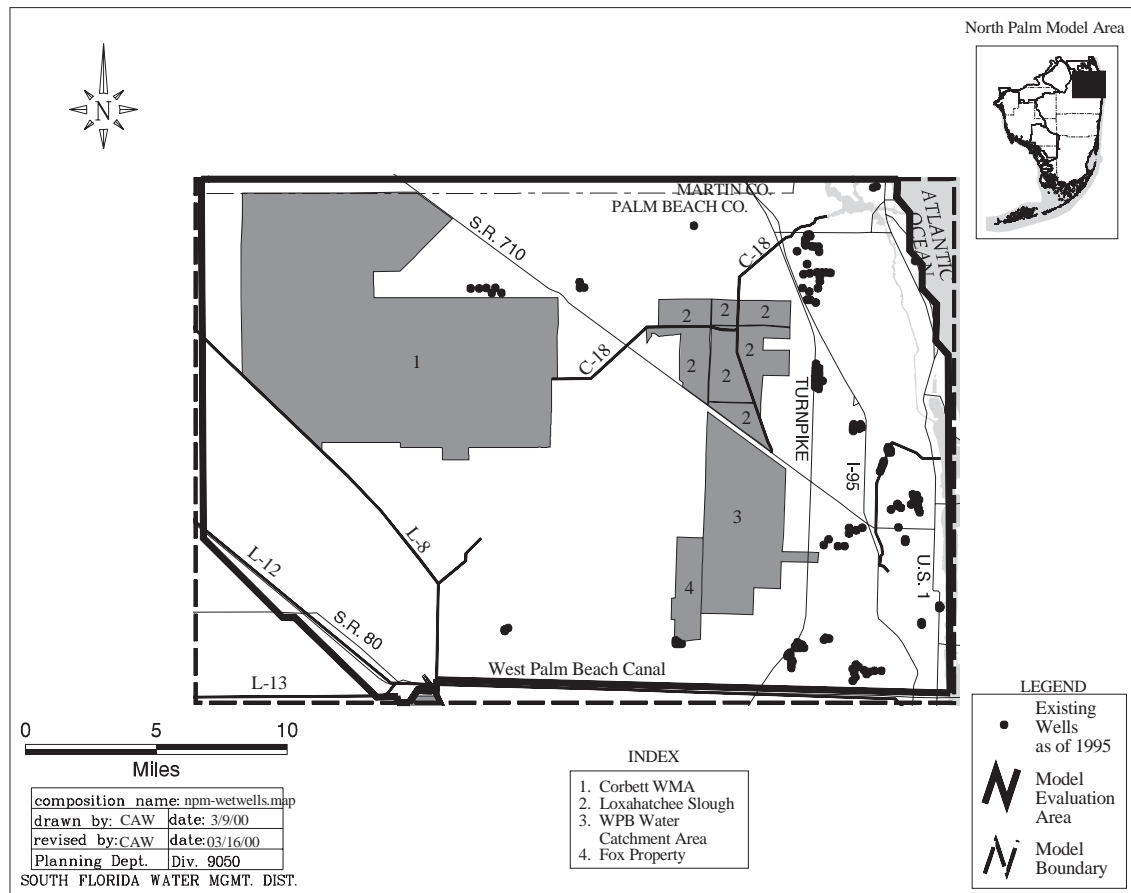 North Palm Model Area
N
MARTIN CO.
PALM BEACH CO.
ATLANTIC
OCEAN
S.R. 710
C-18
2
2
2
1
C-18
2
2
2
2
TURNPIKE
I-95
3
L-8
L-12
4
U.S. 1
S.R. 80
West Palm Beach Canal
L-13
0 5 10
Miles
composition name: npm-wetwells.map
drawn by: CAW date: 3/9/00
revised by: CAW date: 03/16/00
Planning Dept. Div. 9050
SOUTH FLORIDA WATER MGMT. DIST.
INDEX
1. Corbett WMA
2. Loxahatchee Slough
3. WPB Water
Catchment Area
4. Fox Property
LEGEND
Existing
Wells
as of 1995
Model
Evaluation
Area
Model
Boundary